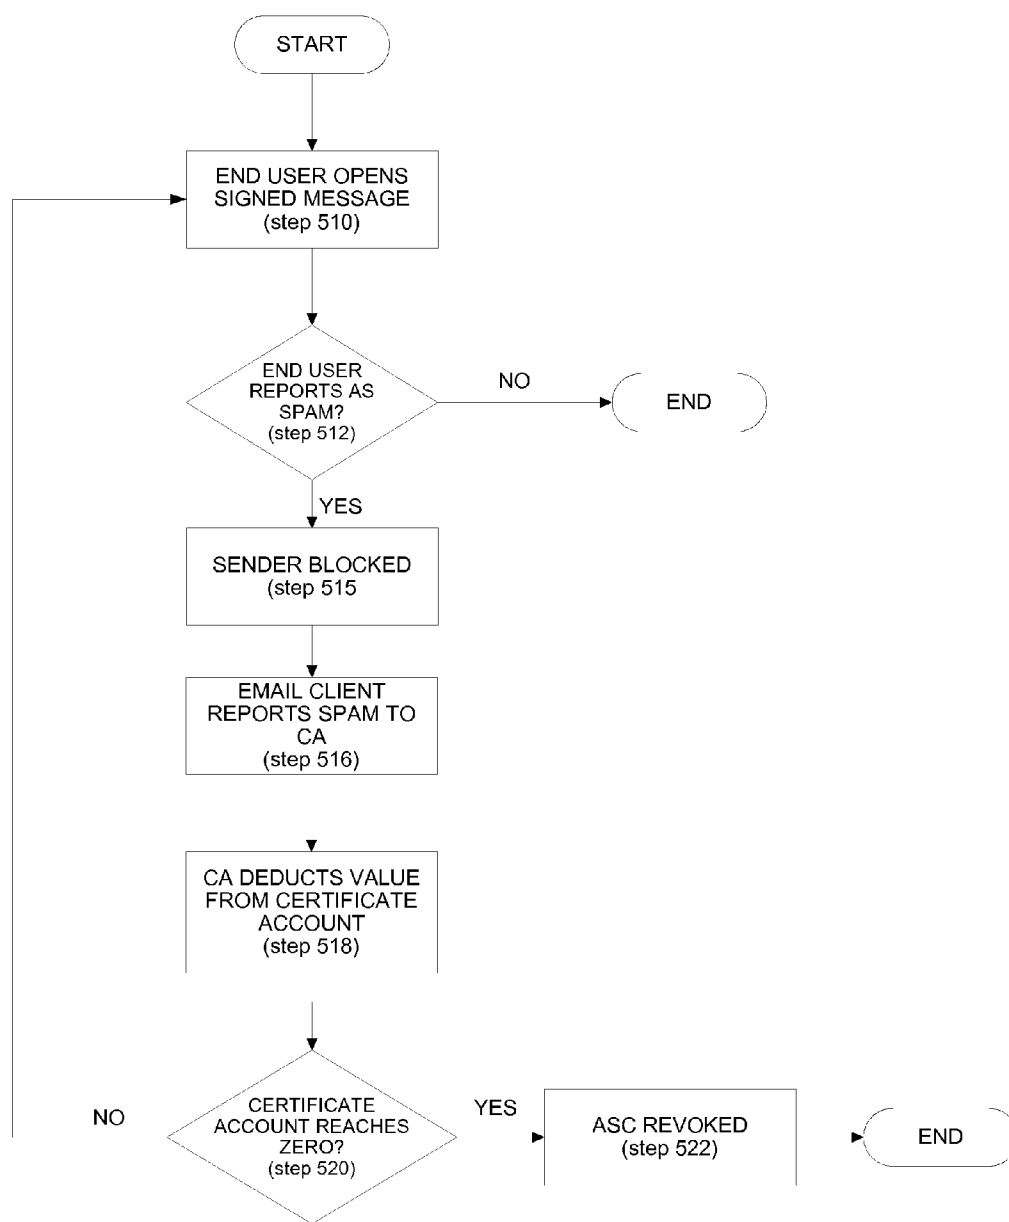 START
END USER OPENS
SIGNED MESSAGE
(step 510)
END USER
REPORTS AS
SPAM?
(step 512)
NO
END
YES
SENDER BLOCKED
(step 515
EMAIL CLIENT
REPORTS SPAM TO
CA
(step 516)
CA DEDUCTS VALUE
FROM CERTIFICATE
ACCOUNT
(step 518)
NO
CERTIFICATE
ACCOUNT REACHES
ZERO?
(step 520)
YES
ASC REVOKED
(step 522)
END